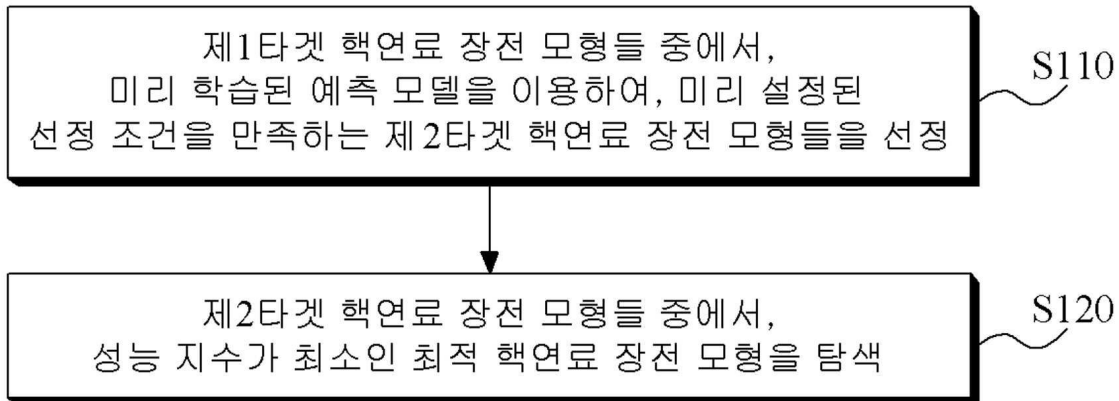 제1타겟 핵연료 장전 모형들 중에서,
미리 학습된 예측 모델을 이용하여, 미리 설정된
선정 조건을 만족하는 제2타겟 핵연료 장전 모형들을 선정
S110
제2타겟 핵연료 장전 모형들 중에서,
성능 지수가 최소인 최적 핵연료 장전 모형을 탐색
S120